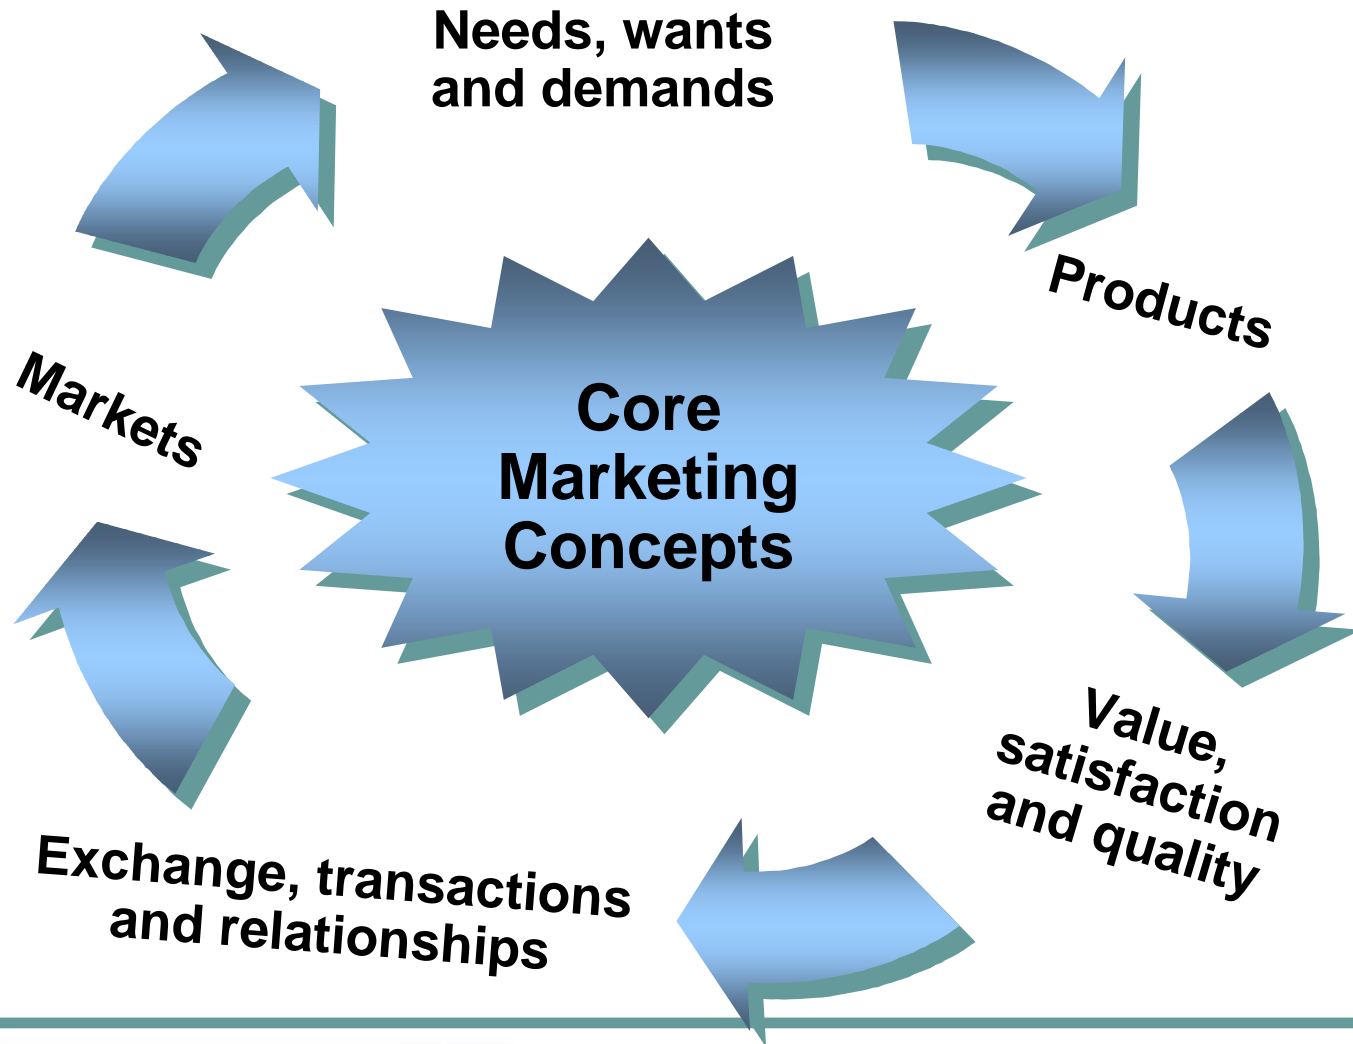 Needs, wants
and demands
Products
Markets
Core
Marketing
Concepts
Value,
satisfaction
and quality
Exchange, transactions
and relationships